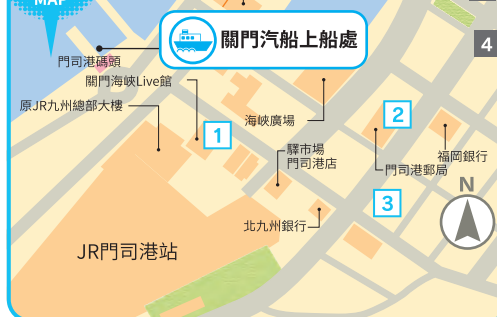 MAP
關門汽船上船處
4
門司港碼頭
關門海峽Live館
原JR九州總部大樓
海峽廣場
1
2
驛市場
門司港店
福岡銀行
門司港郵局
N
3
北九州銀行
JR門司港站